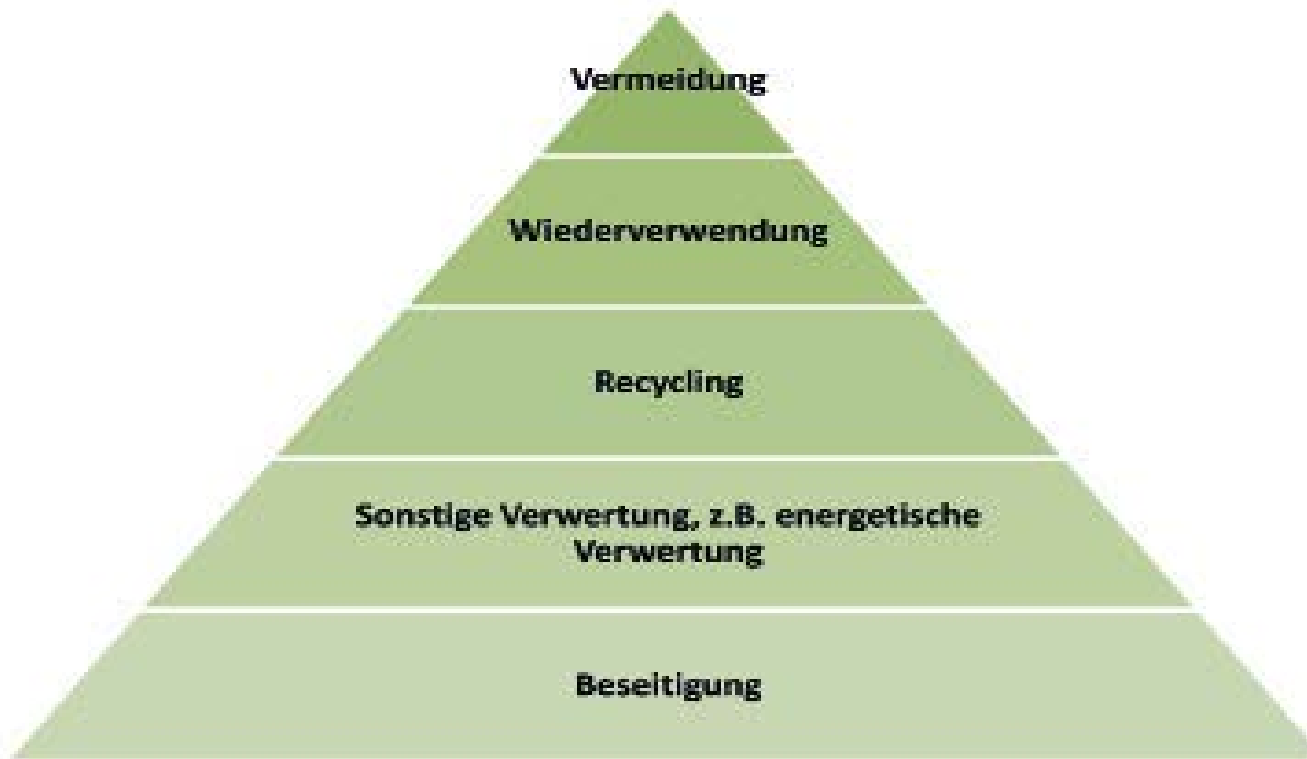 Vermeidung
Wiederverwendung
Recycling
Sonstige Verwertung, z.B. energetische
Verwertung
Beseitigung